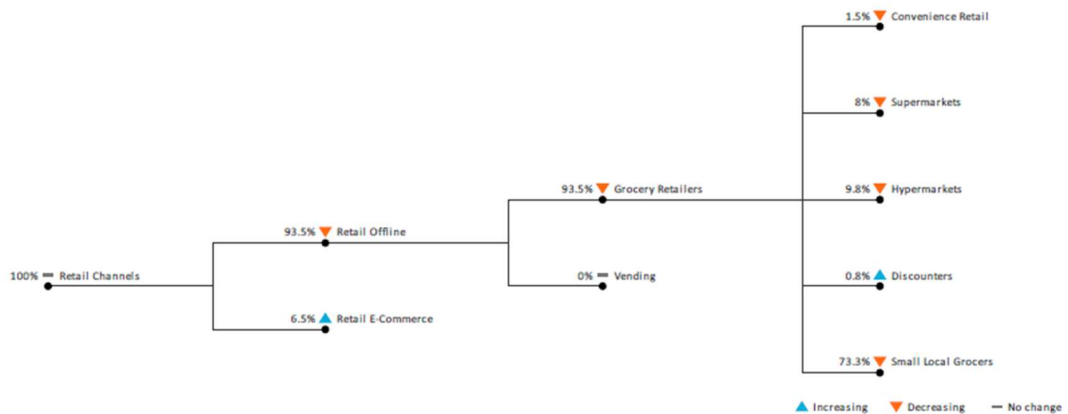 1.5% Convenience Retail
8% Supermarkets
93.5% Grocery Retailers
9.8% Hypermarkets
93.5% Retail Offline
100% Retail Channels
0% Vending
0.8% Discounters
6.5% Retail E-Commerce
73.3% Small Local Grocers
Increasing Decreasing No change